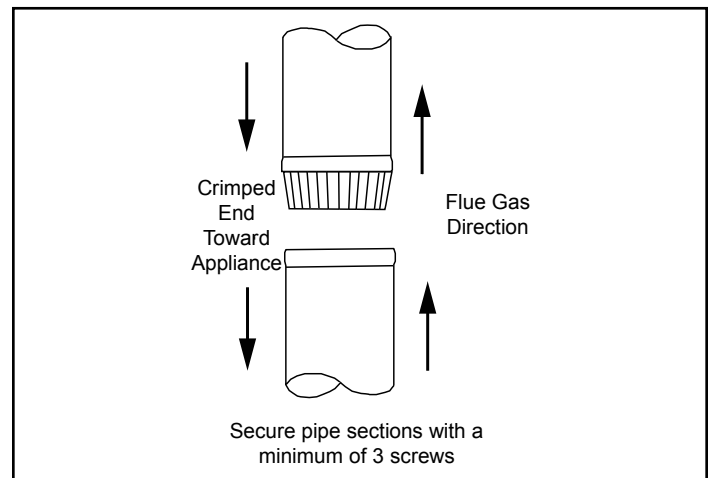 Crimped
End
Toward
Appliance
Flue Gas
Direction
Secure pipe sections with a
minimum of 3 screws